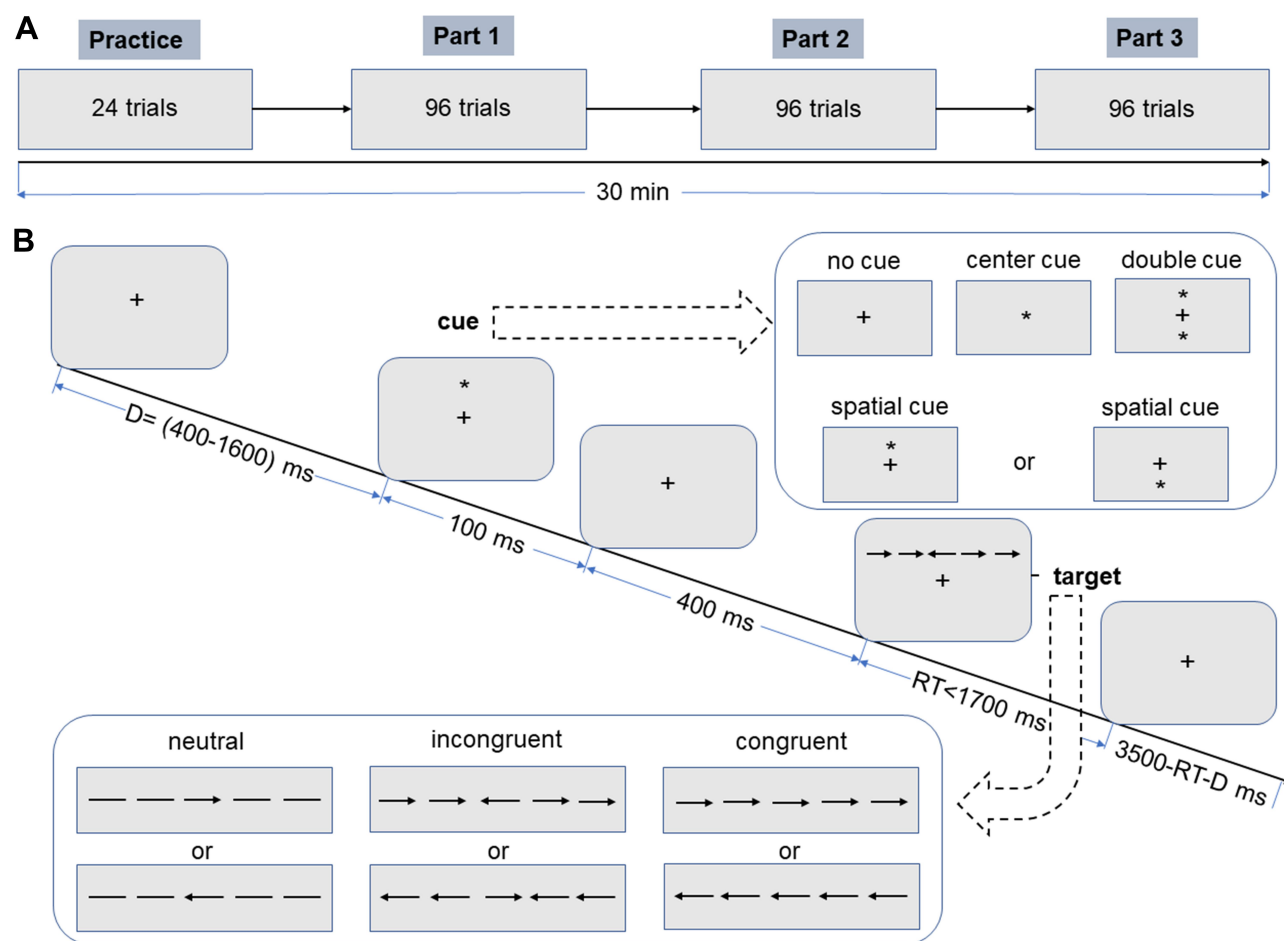 A
Practice
Part 1
Part 2
Part 3
24 trials
96 trials
96 trials
96 trials
30 min
B
+
cue
no cue
center cue
double cue
+
*
*
+
*
spatial cue
spatial cue
*
+
or
+
*
*
+
+
D= (400-1600) ms
100 ms
400 ms
+
target
+
RT<1700 ms
3500-RT-D ms
neutral
incongruent
congruent
or
or
or